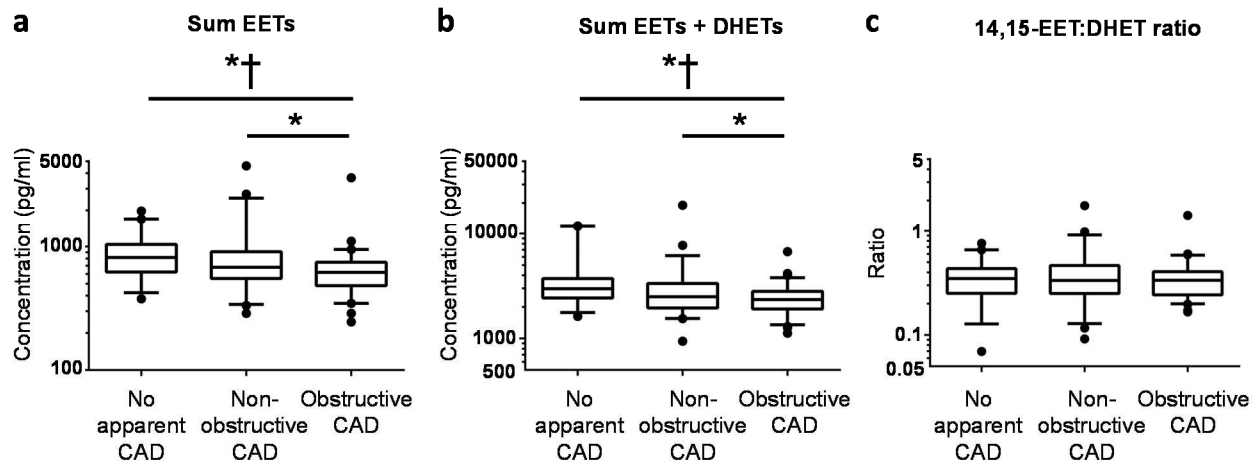 a
Sum EETs
*†
*
Concentration (pg/ml)
5000
1000
100
No
apparent
CAD
Non-
obstructive
CAD
Obstructive
CAD
b
Sum EETs + DHETs
*†
*
Concentration (pg/ml)
50000
10000
1000
500
No
apparent
CAD
Non-
obstructive
CAD
Obstructive
CAD
c
14,15-EET:DHET ratio
Ratio
5
1
0.1
0.05
No
apparent
CAD
Non-
obstructive
CAD
Obstructive
CAD